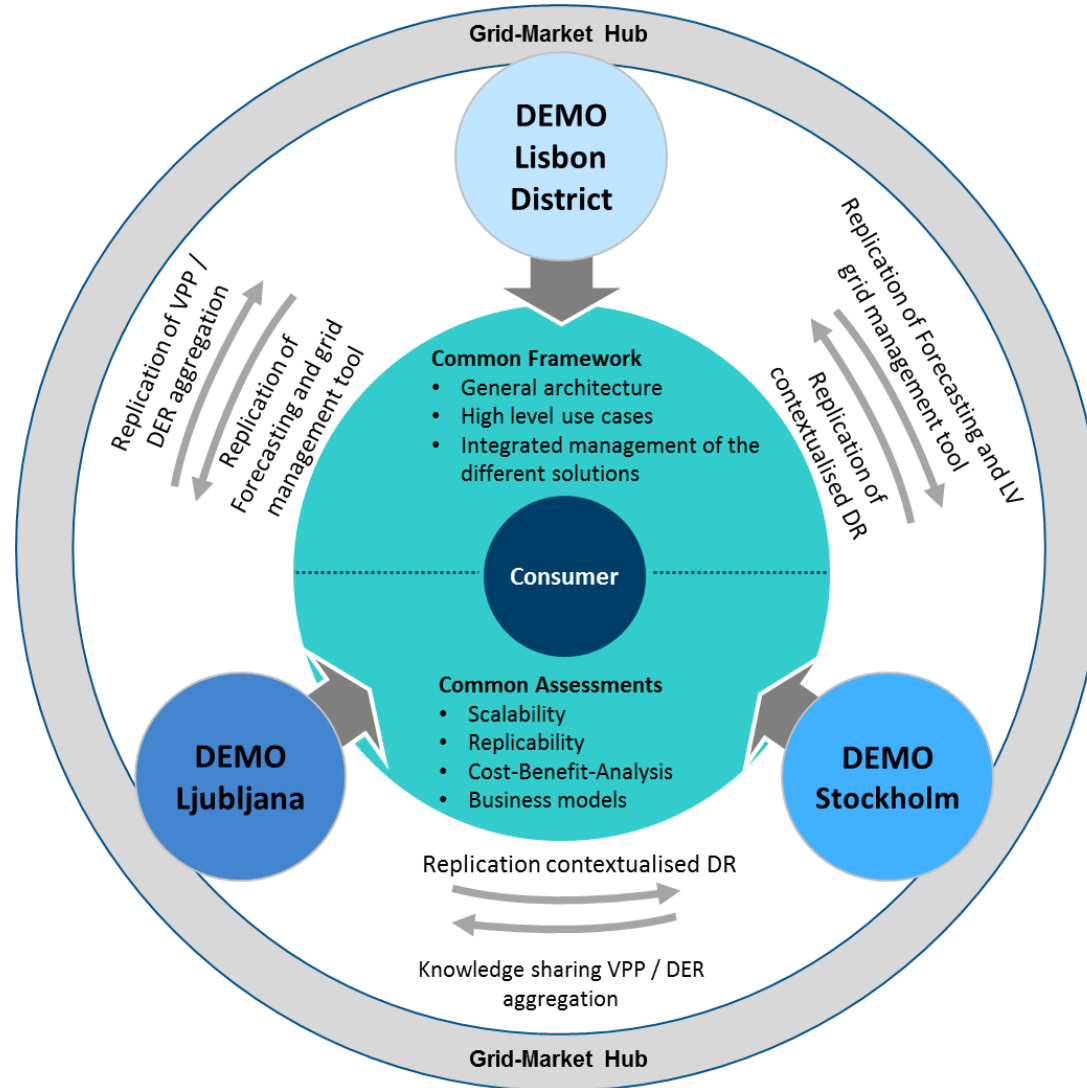 Grid-Market Hub
DEMO
Lisbon
District
Replication of VPP /
DER aggregation
Replication of
Forecasting and grid
management tool
Replication of Forecasting and LV
grid management tool
Replication of
contextualised DR
Common Framework
• General architecture
• High level use cases
• Integrated management of the
different solutions
Consumer
Common Assessments
• Scalability
• Replicability
• Cost-Benefit-Analysis
• Business models
DEMO
Ljubljana
DEMO
Stockholm
Replication contextualised DR
Knowledge sharing VPP / DER
aggregation
Grid-Market Hub